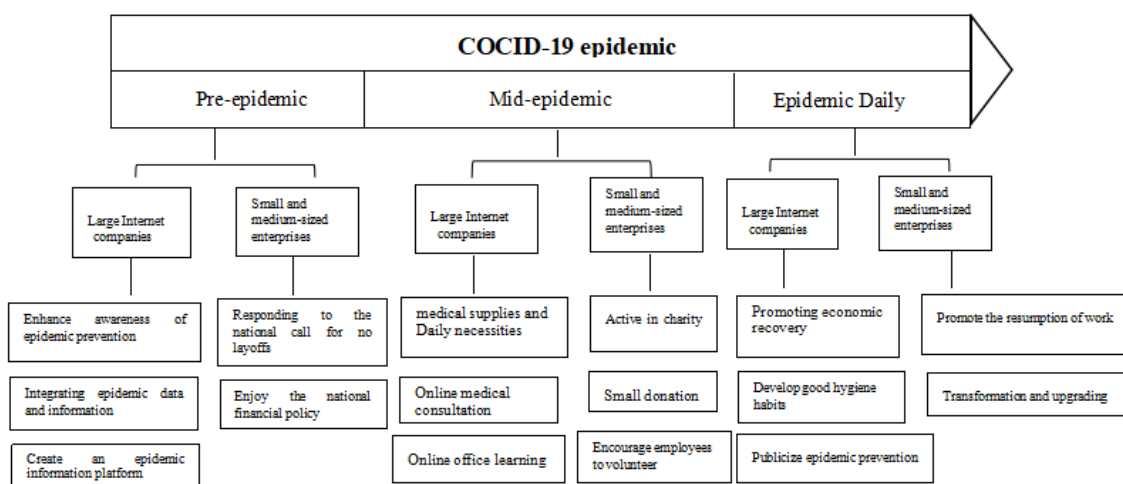 COCID-19 epidemic
Pre-epidemic
Mid-epidemic
Epidemic Daily
Large Internet
companies
Small and
medium-sized
enterprises
Large Internet
companies
Small and
medium-sized
enterprises
Large Internet
companies
Small and
medium-sized
enterprises
Enhance awareness of
epidemic prevention
Integrating epidemic data
and information
Create an epidemic
information platform
Responding to the
national call for no
layoffs
Enjoy the national
financial policy
medical supplies and
Daily necessities
Online medical
consultation
Online office learning
Active in charity
Small donation
Encourage employees
to volunteer
Promoting economic
recovery
Develop good hygiene
habits
Publicize epidemic prevention
Promote the resumption of work
Transformation and upgrading